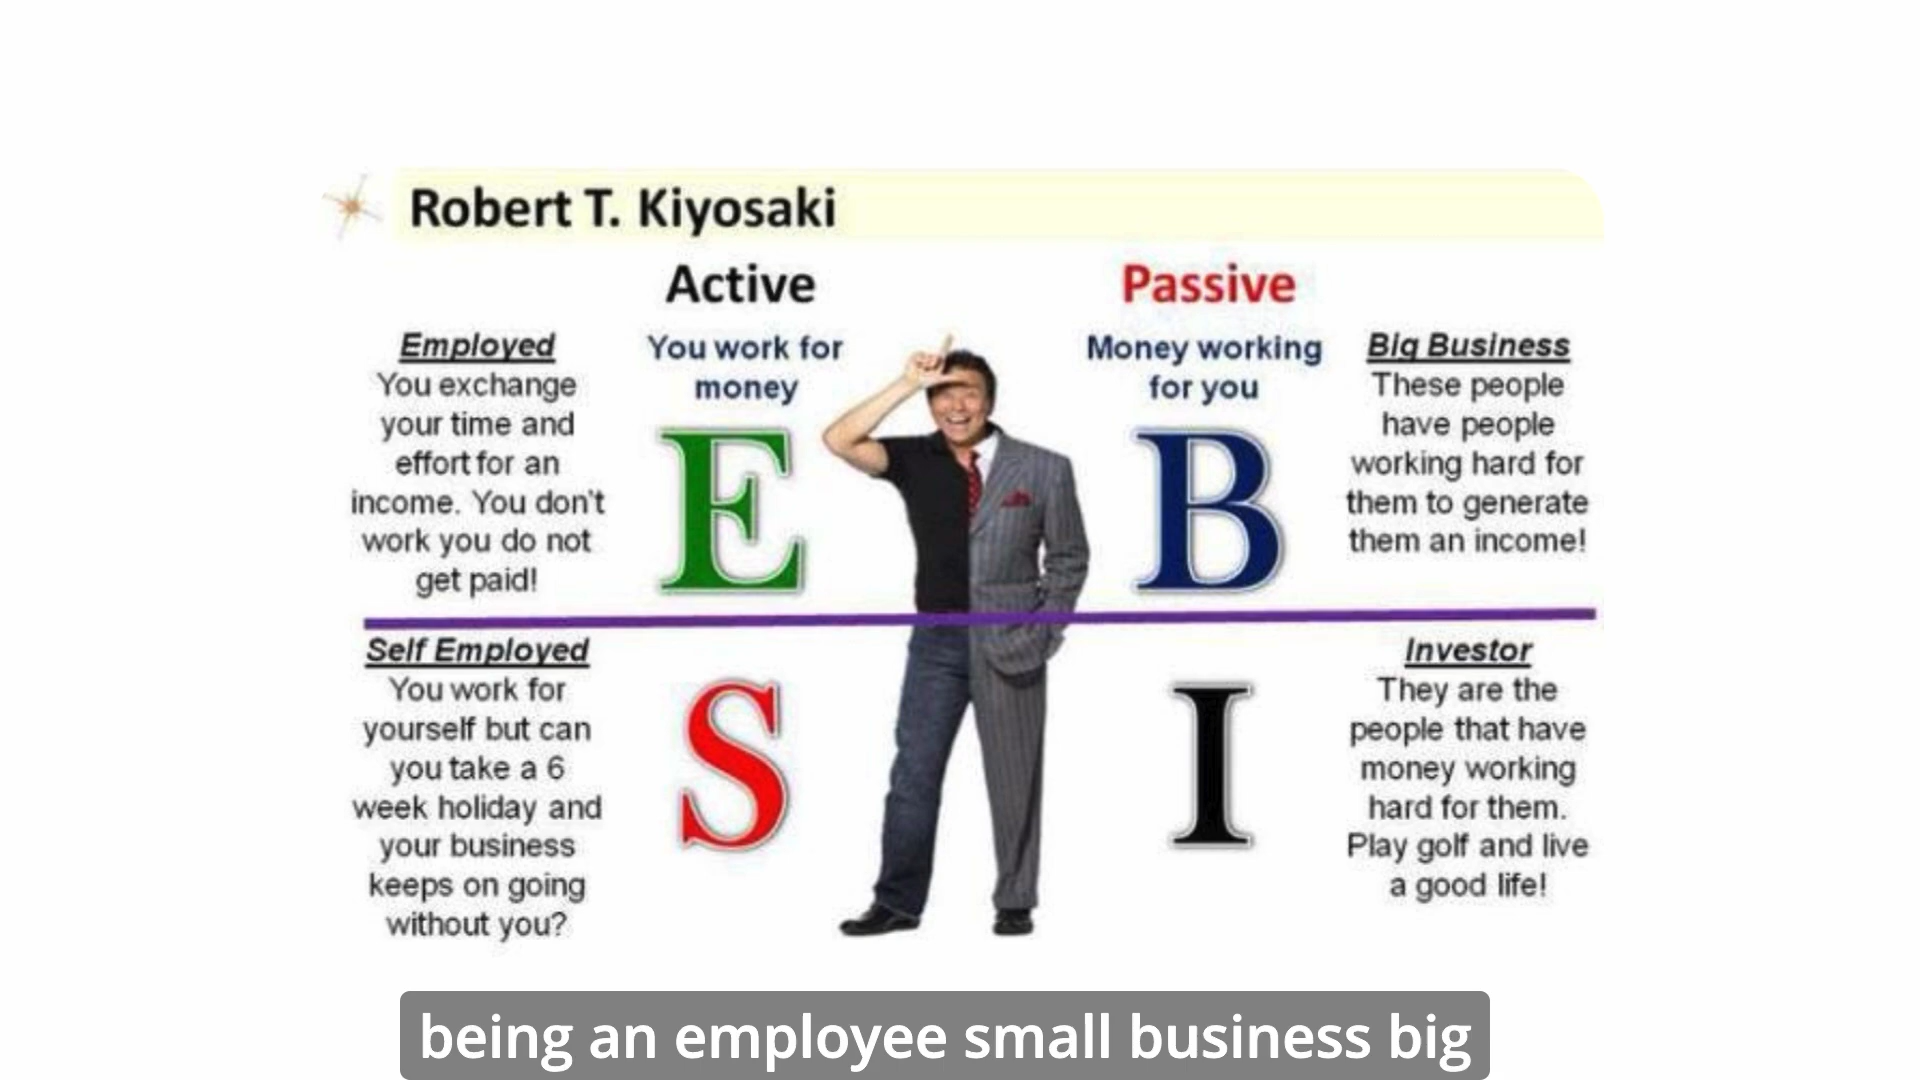 Robert T. Kiyosaki
Active
Passive
Employed
You exchange
your time and
effort for an
income. You don't
work you do not
get paid!
You work for
money
E
Money working
for you
B
Big Business
These people
have people
working hard for
them to generate
them an income!
Self Employed
You work for
yourself but can
you take a 6
week holiday and
your business
keeps on going
without you?
S
I
Investor
They are the
people that have
money working
hard for them.
Play golf and live
a good life!
being an employee small business big